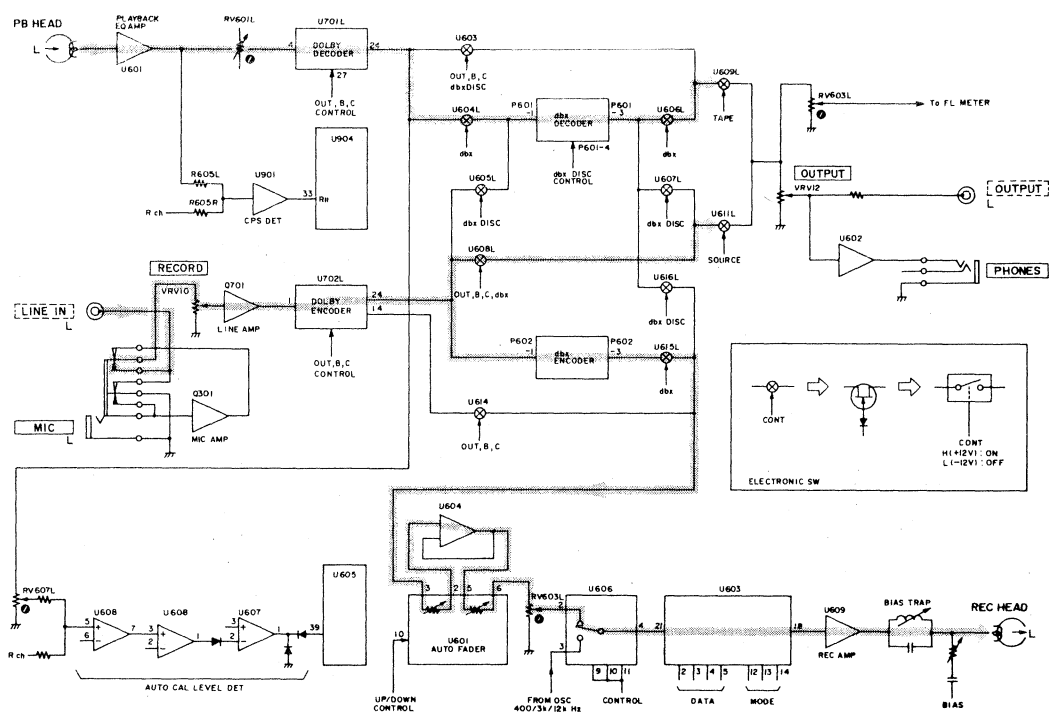 PB HEAD
L
PLAYBACK
EQ AMP
U601
RV601L
U701L
4
DOLBY
DECODER
24
27
OUT, B, C
CONTROL
U603
OUT, B, C
dbx DISC
U604L
dbx
P601
-1
dbx
DECODER
P601
-3
P601-4
dbx DISC
CONTROL
U606L
dbx
U609L
TAPE
RV603L
To FL METER
U904
R605L
U901
33
R605R
R ch
CPS DET
U605L
dbx DISC
U607L
dbx DISC
U611L
SOURCE
OUTPUT
VRV12
OUTPUT
L
U602
PHONES
RECORD
VRV10
Q701
LINE AMP
U702L
1
DOLBY
ENCODER
24
14
OUT, B, C
CONTROL
LINE IN
L
U608L
OUT, B, C, dbx
U616L
dbx DISC
P602
-1
dbx
ENCODER
P602
-3
U615L
dbx
Q301
MIC AMP
MIC
L
U614
OUT, B, C
CONT
CONT
H(+12V) : ON
L(-12V) : OFF
ELECTRONIC SW
RV607L
R ch
U608
5
6
7
U608
3
2
1
U607
3
2
1
39
U605
AUTO CAL LEVEL DET
U604
3
2
5
6
10
U601
AUTO FADER
UP/DOWN
CONTROL
RV603L
U606
2
3
4
9
10
11
FROM OSC
400/3k/12k Hz
CONTROL
U603
21
18
2
3
4
5
12
13
14
DATA
MODE
U609
REC AMP
BIAS TRAP
REC HEAD
L
BIAS